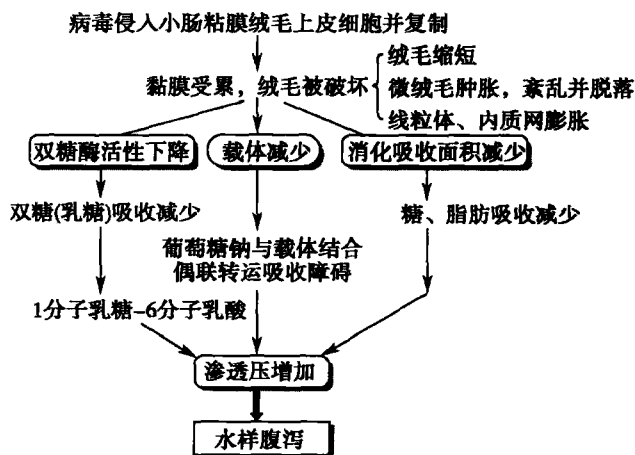 病毒侵入小肠粘膜绒毛上皮细胞并复制
绒毛缩短
黏膜受累，绒毛被破坏
微绒毛肿胀，紊乱并脱落
线粒体、内质网膨胀
双糖酶活性下降
载体减少
消化吸收面积减少
双糖(乳糖)吸收减少
糖、脂肪吸收减少
葡萄糖钠与载体结合
偶联转运吸收障碍
1分子乳糖-6分子乳酸
渗透压增加
水样腹泻